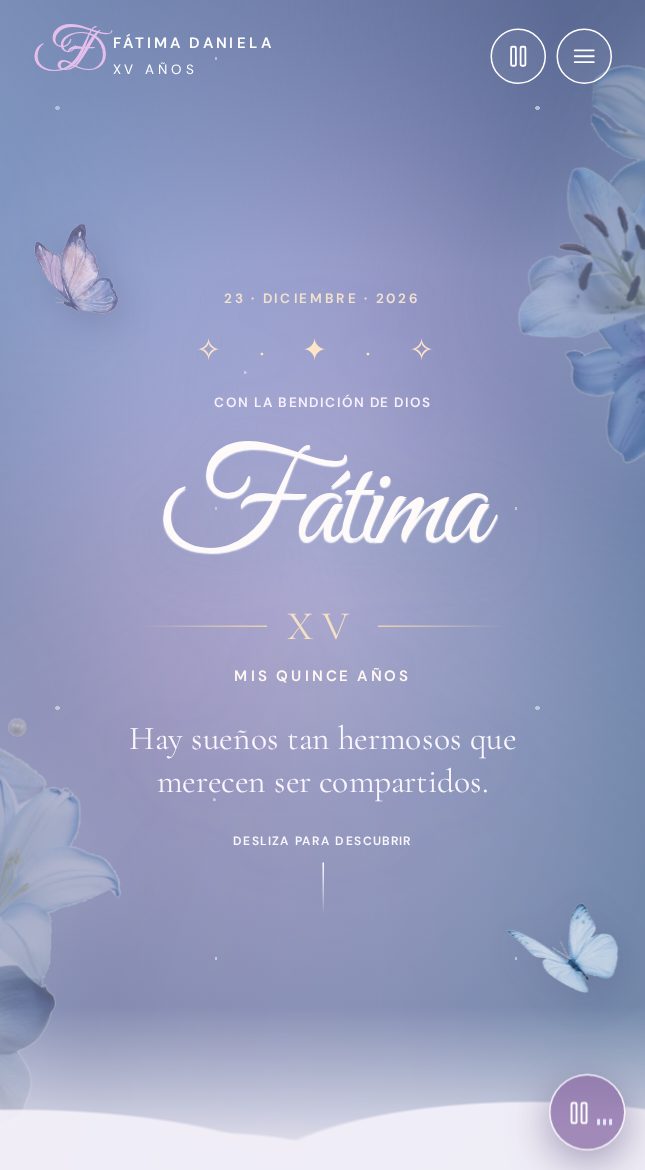 FÁTIMA DANIELA
XV AÑOS
23 · DICIEMBRE · 2026
CON LA BENDICIÓN DE DIOS
Fátima
XV
MIS QUINCE AÑOS
Hay sueños tan hermosos que
merecen ser compartidos.
DESLIZA PARA DESCUBRIR